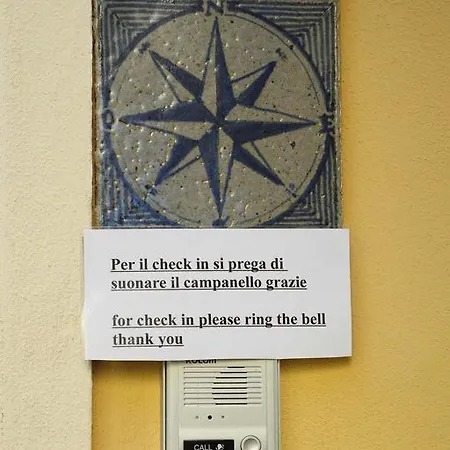 N
E
O
Per il check in si prega di
suonare il campanello grazie
for check in please ring the bell
thank you
CALL